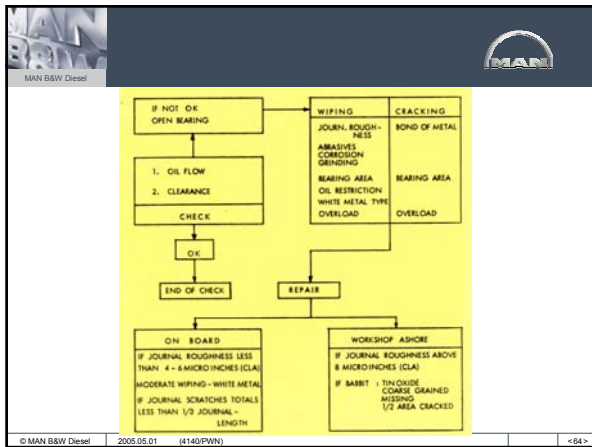 MAN
B&W
MAN B&W Diesel
MAN
IF NOT OK
OPEN BEARING
WIPING CRACKING
JOURN. ROUGH-
NESS
BOND OF METAL
ABRASIVES
CORROSION
GRINDING
BEARING AREA BEARING AREA
OIL RESTRICTION
WHITE METAL TYPE
OVERLOAD OVERLOAD
1. OIL FLOW
2. CLEARANCE
CHECK
OK
END OF CHECK
REPAIR
ON BOARD
IF JOURNAL ROUGHNESS LESS
THAN 4 - 6 MICRO INCHES (CLA)
MODERATE WIPING - WHITE METAL
IF JOURNAL SCRATCHES TOTALS
LESS THAN 1/3 JOURNAL -
LENGTH
WORKSHOP ASHORE
IF JOURNAL ROUGHNESS ABOVE
8 MICRO INCHES (CLA)
IF BABBIT : TIN OXIDE
COARSE GRAINED
MISSING
1/2 AREA CRACKED
© MAN B&W Diesel 2005.05.01 (4140/PWN) <64>